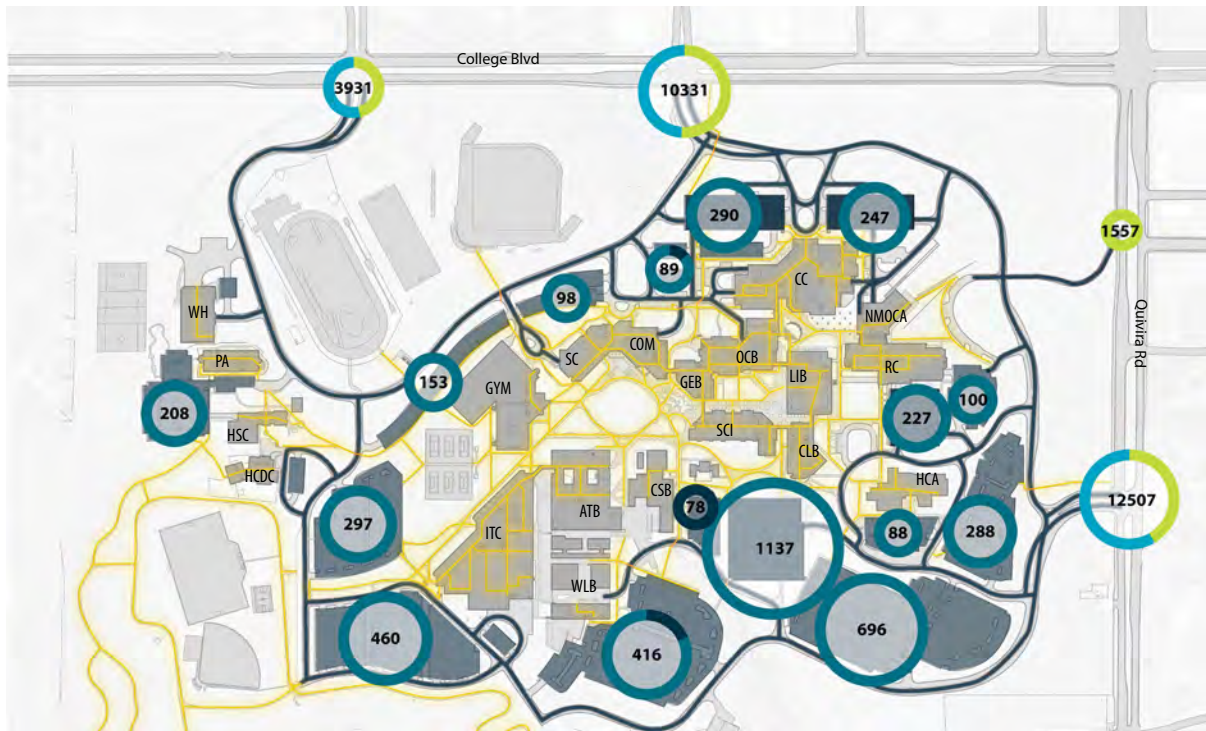 College Blvd
3931
10331
290
247
1557
89
CC
98
WH
NMOCA
Quivira Rd
COM
SC
OCB
PA
RC
GEB
LIB
153
GYM
100
208
227
HSC
SCI
CLB
HCDC
HCA
CSB
12507
78
ATB
297
ITC
88
288
1137
WLB
696
460
416